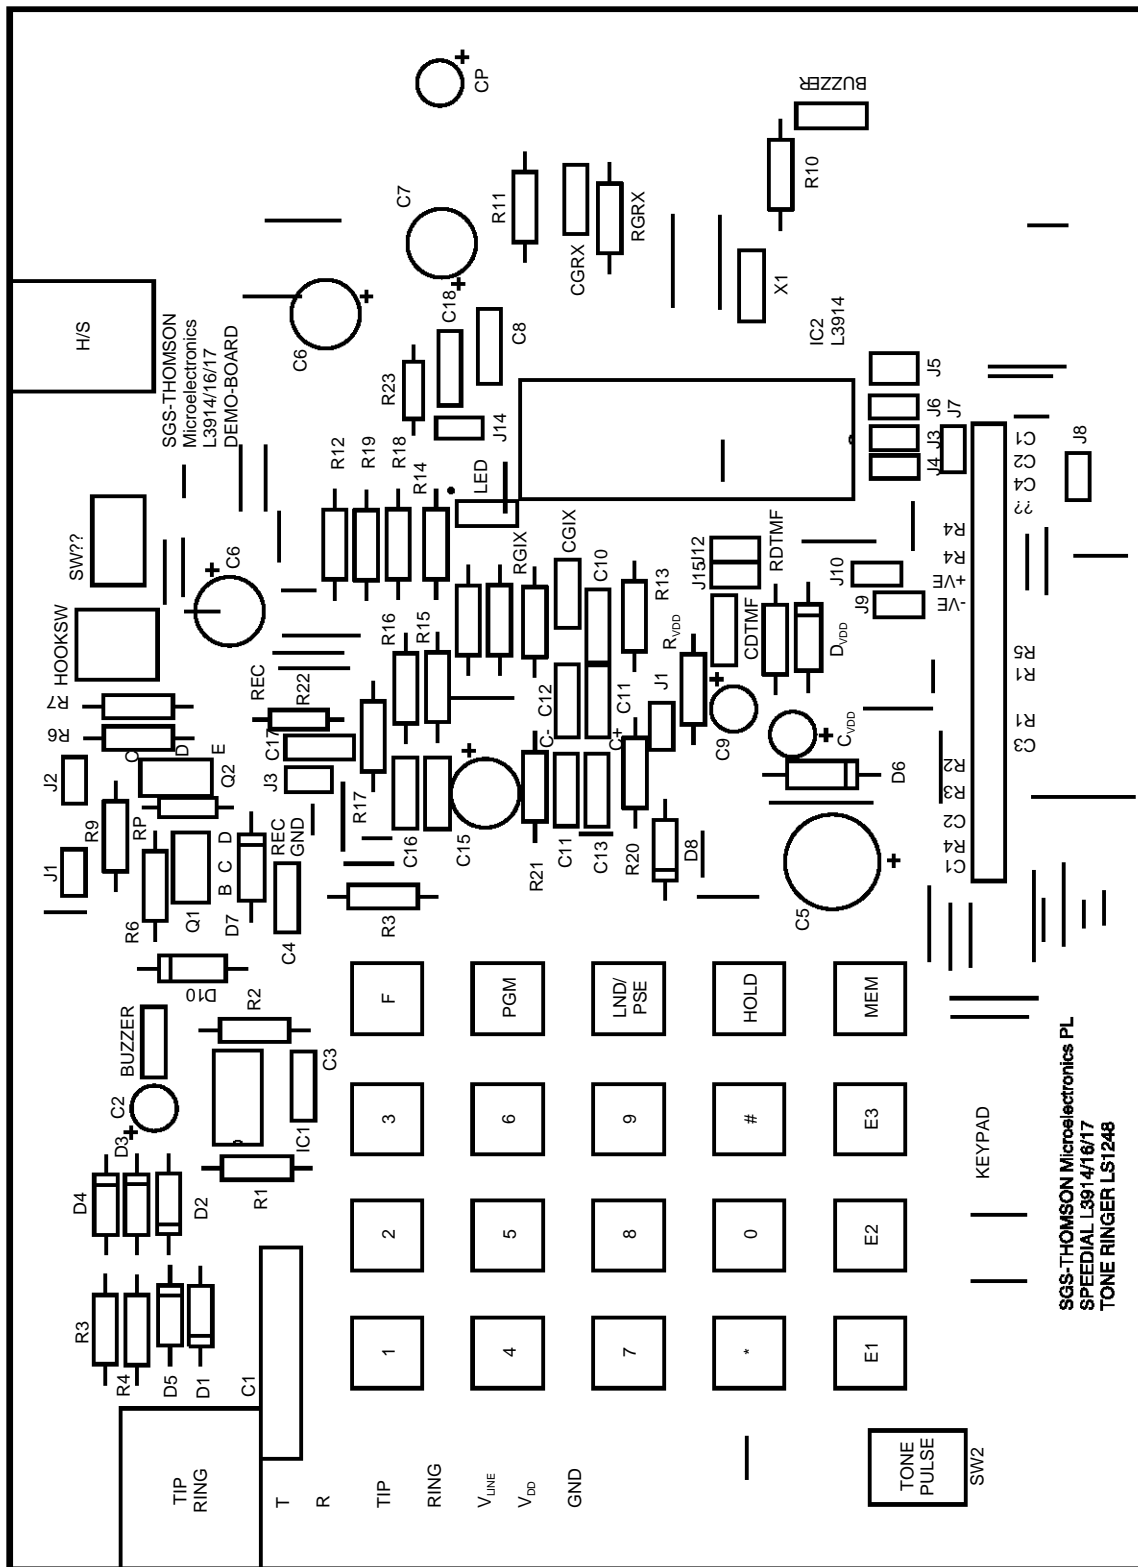 CP
BUZZER
C7
R11
R10
CGRX
RGRX
H/S
SGS-THOMSON
Microelectronics
L3914/16/17
DEMO-BOARD
C6
C18
C8
R23
J14
X1
IC2
L3914
J5
J6
J7
J3
J4
J8
R12
R19
R18
R14
LED
SW??
HOOKSW
C6
RGIX
CGIX
C10
R13
J12
J15
RDTMF
CDTMF
DVDD
RVDD
J10
J9
C1
C2
C4
??
R4
R4
+VE
-VE
R5
R1
R1
C3
R2
R3
C2
R4
C1
R7
R6
REC
R22
C17
J3
R16
R15
R17
C12
C-
C11
C+
J1
C9
CVDD
D6
J2
J1
R9
RP
C
D
E
Q2
R6
Q1
B C D
D7
REC
GND
C4
C16
C15
R21
C11
C13
R20
D8
C5
R3
D10
BUZZER
R2
C2
C3
IC1
R1
D3
D4
D2
R3
R4
D5
D1
C1
F
PGM
LND/
PSE
HOLD
MEM
3
6
9
#
E3
2
5
8
0
E2
1
4
7
*
E1
KEYPAD
SGS-THOMSON Microelectronics PL
SPEEDIAL L3914/16/17
TONE RINGER LS1248
TIP
RING
T
R
TIP
RING
VLINE
VDD
GND
TONE
PULSE
SW2